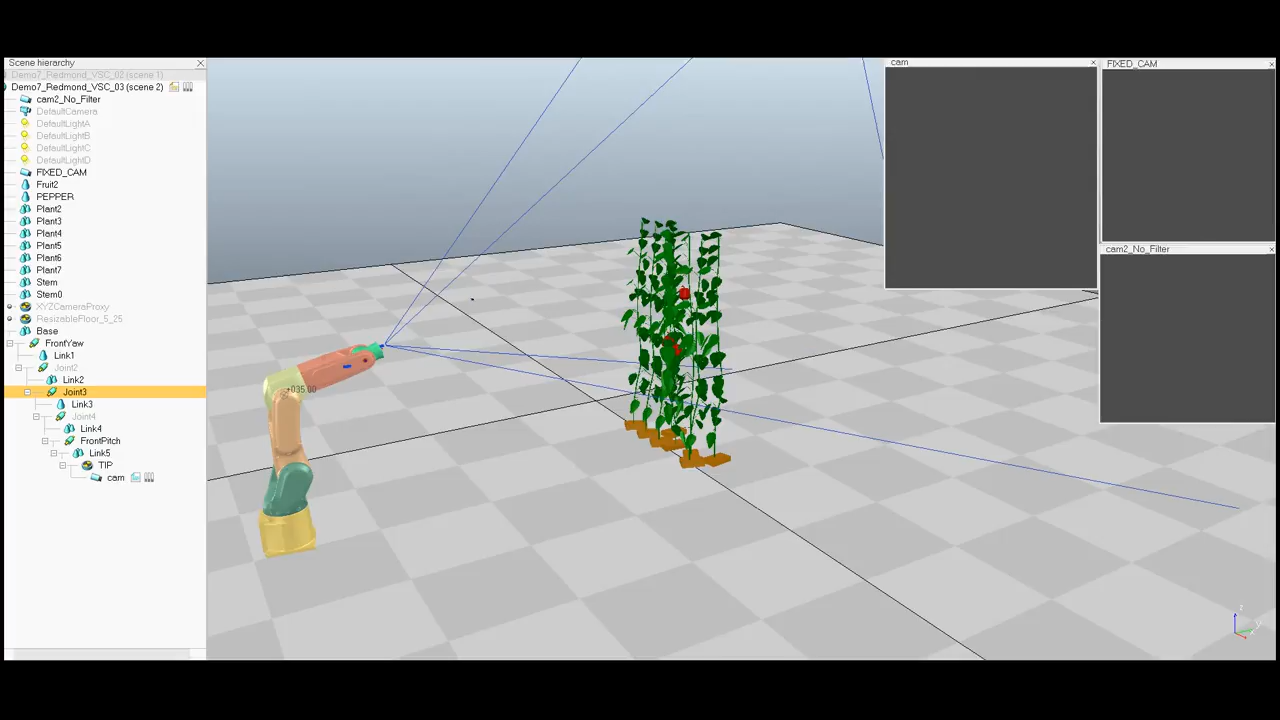 Scene hierarchy
Demo7_Redmond_VSC_02 (scene 1)
Demo7_Redmond_VSC_03 (scene 2)
cam2_No_Filter
DefaultCamera
DefaultLightA
DefaultLightB
DefaultLightC
DefaultLightD
FIXED_CAM
Fruit2
PEPPER
Plant2
Plant3
Plant4
Plant5
Plant6
Plant7
Stem
Stem0
XYZCameraProxy
ResizableFloor_5_25
Base
FrontYaw
Link1
Joint2
Link2
Joint3
Link3
Joint4
Link4
FrontPitch
Link5
TIP
cam
+035.00
cam
FIXED_CAM
cam2_No_Filter
z